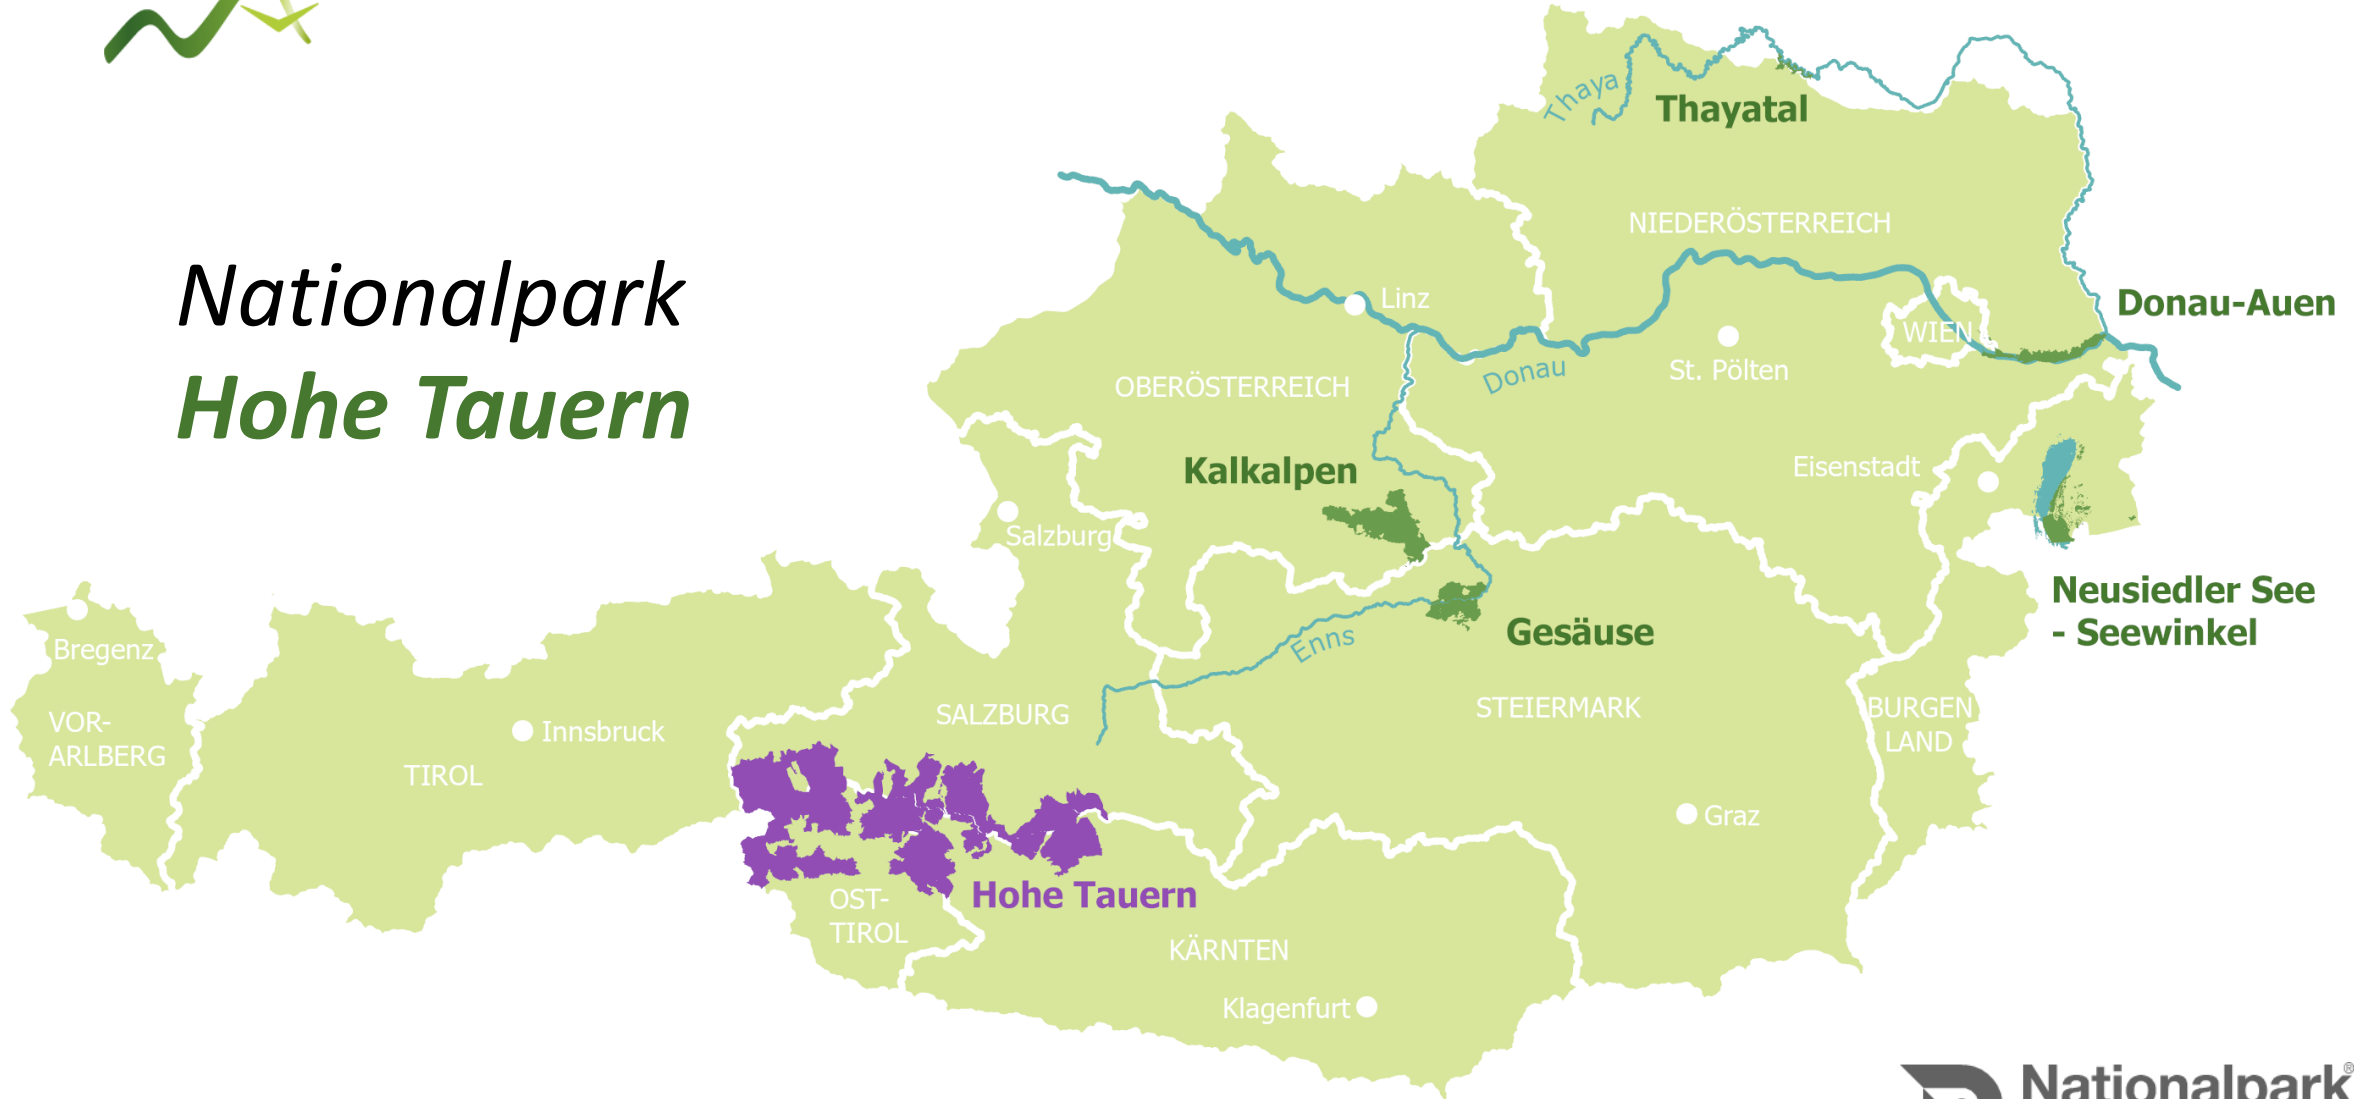 Nationalpark
Hohe Tauern
Thaya
Thayatal
NIEDERÖSTERREICH
Linz
Donau-Auen
WIEN
Donau
St. Pölten
OBERÖSTERREICH
Kalkalpen
Eisenstadt
Salzburg
Neusiedler See
- Seewinkel
Gesäuse
Enns
Bregenz
VOR-
ARLBERG
Innsbruck
TIROL
SALZBURG
STEIERMARK
BURGEN
LAND
Graz
Hohe Tauern
OST-
TIROL
KÄRNTEN
Klagenfurt
Nationalpark®